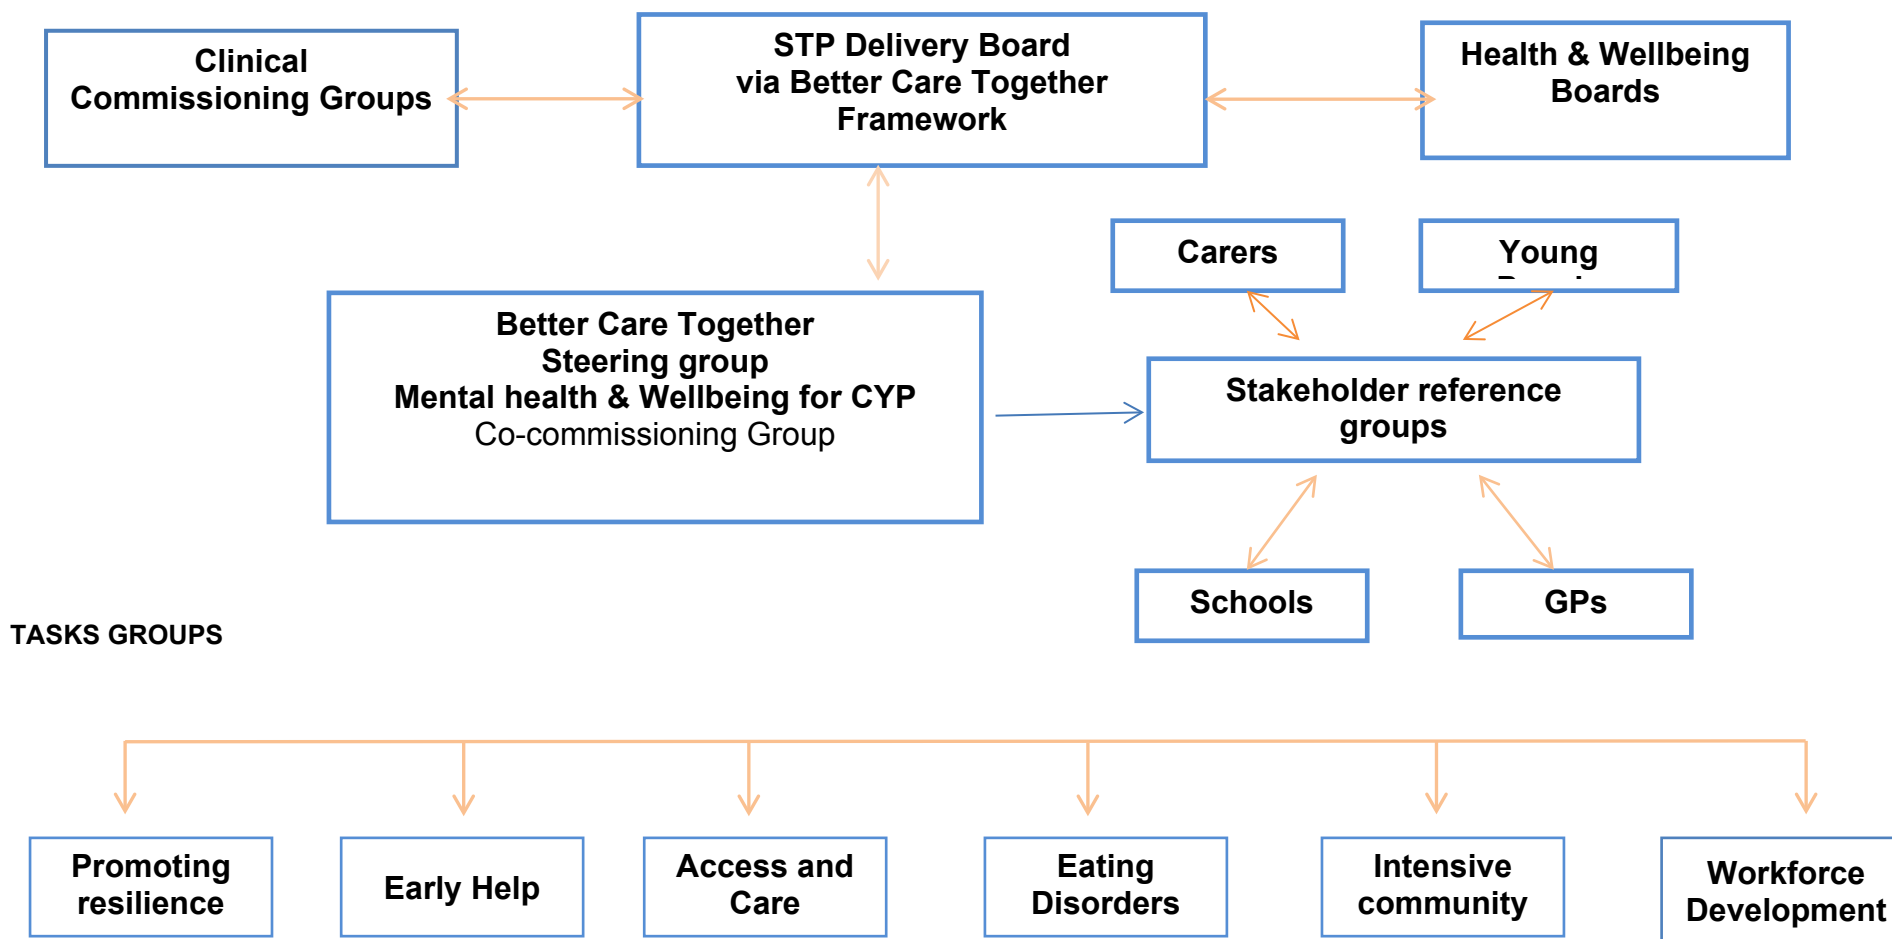 Clinical
Commissioning Groups
STP Delivery Board
via Better Care Together
Framework
Health & Wellbeing
Boards
Carers
Young
Better Care Together
Steering group
Mental health & Wellbeing for CYP
Co-commissioning Group
Stakeholder reference
groups
Schools
GPs
TASKS GROUPS
Promoting
resilience
Early Help
Access and
Care
Eating
Disorders
Intensive
community
Workforce
Development